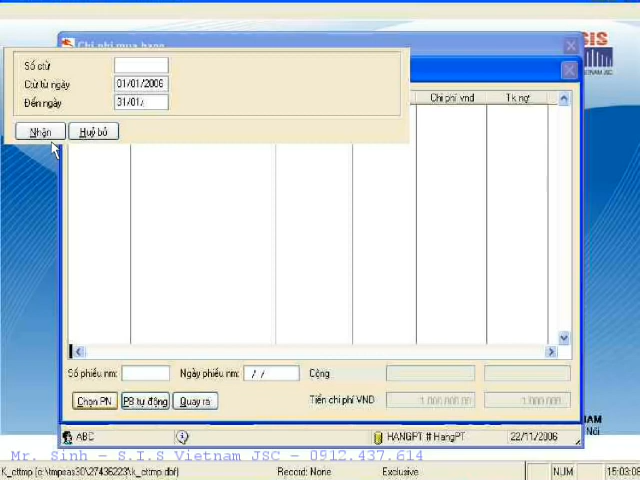 SIS
Chi phí mua hàng
Số ctừ
Ctừ từ ngày 01/01/2006
Đến ngày 31/01/
Nhận Huỷ bỏ
Chi phí vnd Tk nợ
Số phiếu nm: Ngày phiếu nm: / / Cộng
Chọn PN PB tự động Quay ra Tiền chi phí VND 1 000 000.00 1 000 000
ABC HANGPT # HangPT 22/11/2006
Mr. Sinh - S.I.S Vietnam JSC - 0912.437.614
Record: None Exclusive NUM 15:03:08